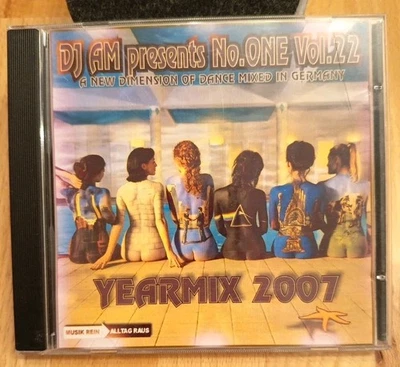 DJ AM presents No.ONE Vol.22
A NEW DIMENSION OF DANCE MIXED IN GERMANY
YEARMIX 2007
MUSIK REIN ALLTAG RAUS